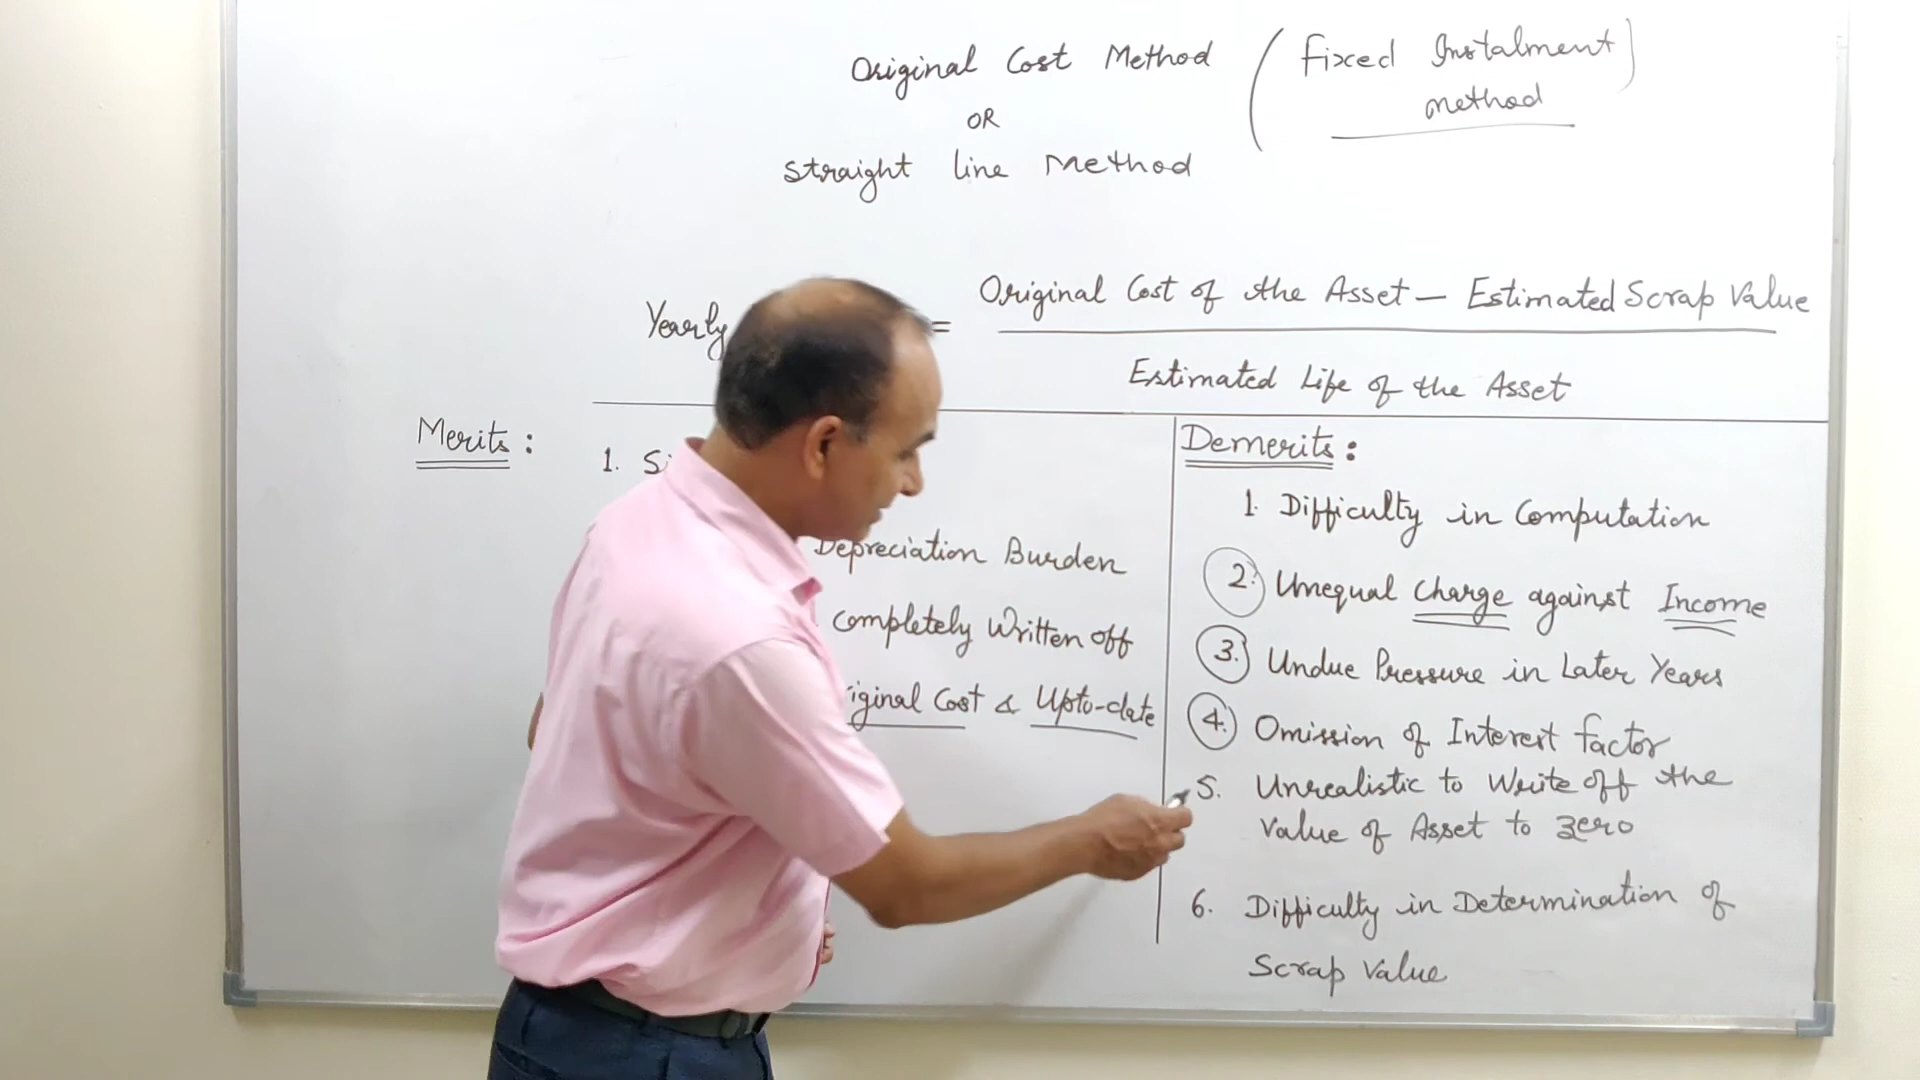 Original Cost Method (Fixed Instalment
Method)
OR
Straight line Method
Yearly = Original Cost of the Asset — Estimated Scrap Value
Estimated Life of the Asset
Merits:
1. Si
Depreciation Burden
Completely Written off
iginal Cost & Upto-date
Demerits:
1. Difficulty in Computation
2. Unequal Charge against Income
3. Undue Pressure in Later Years
4. Omission of Interest factor
5. Unrealistic to Write off the
Value of Asset to zero
6. Difficulty in Determination of
Scrap Value